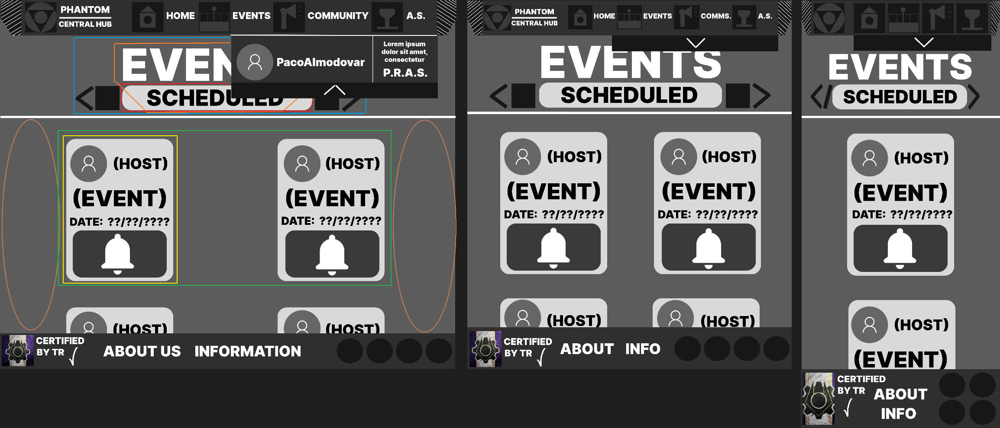 PHANTOM
CENTRAL HUB
HOME
EVENTS
COMMUNITY
A.S.
PacoAlmodovar
Lorem ipsum
dolor sit amet,
consectetur
P.R.A.S.
SCHEDULED
(HOST)
(EVENT)
DATE: ??/??/????
(HOST)
(EVENT)
DATE: ??/??/????
(HOST)
(HOST)
CERTIFIED
BY TR
ABOUT US
INFORMATION
PHANTOM
CENTRAL HUB
HOME
EVENTS
COMMS.
A.S.
EVENTS
SCHEDULED
(HOST)
(EVENT)
DATE: ??/??/????
(HOST)
(EVENT)
DATE: ??/??/????
(HOST)
(HOST)
CERTIFIED
BY TR
ABOUT
INFO
EVENTS
SCHEDULED
(HOST)
(EVENT)
DATE: ??/??/????
(HOST)
(EVENT)
CERTIFIED
BY TR
ABOUT
INFO